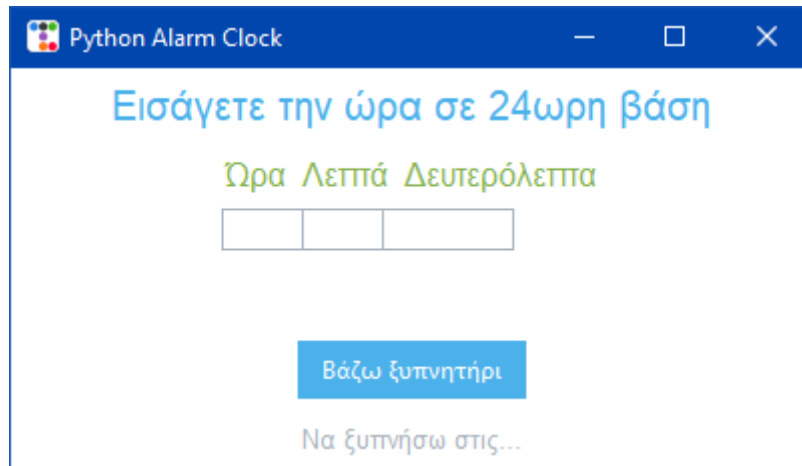 Python Alarm Clock
Εισάγετε την ώρα σε 24ωρη βάση
Ώρα Λεπτά Δευτερόλεπτα
Βάζω ξυπνητήρι
Να ξυπνήσω στις...